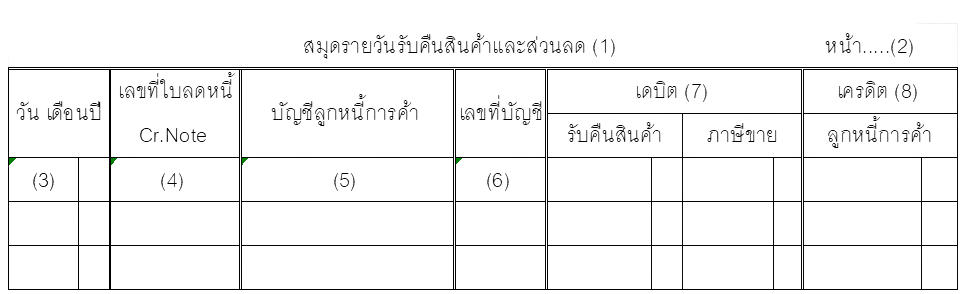 สมุดรายวันรับคืนสินค้าและส่วนลด (1) หน้า.....(2)
วัน เดือนปี เลขที่ใบลดหนี้ Cr.Note บัญชีลูกหนี้การค้า เลขที่บัญชี เดบิต (7) เครดิต (8)
รับคืนสินค้า ภาษีขาย ลูกหนี้การค้า
(3) (4) (5) (6)